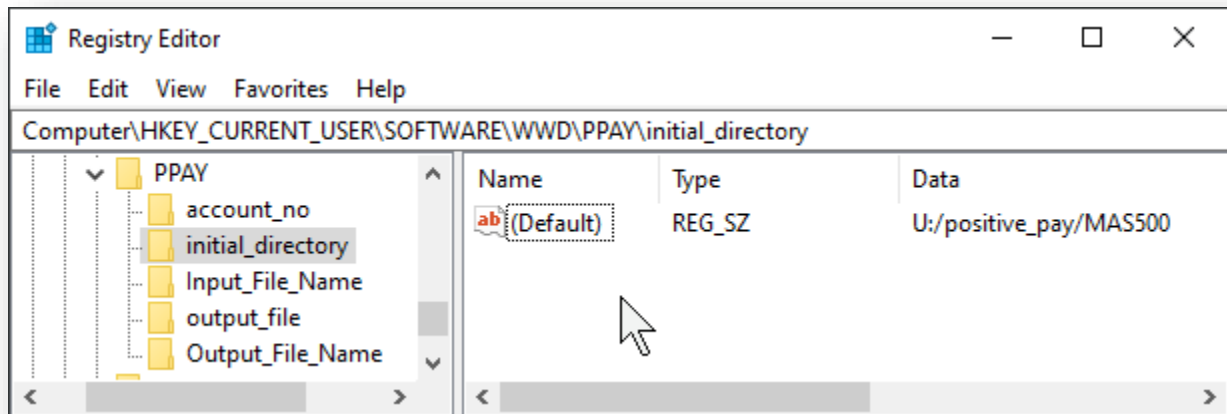 Registry Editor
File Edit View Favorites Help
Computer\HKEY_CURRENT_USER\SOFTWARE\WWD\PPAY\initial_directory
PPAY
account_no
initial_directory
Input_File_Name
output_file
Output_File_Name
Name Type Data
ab (Default) REG_SZ U:/positive_pay/MAS500